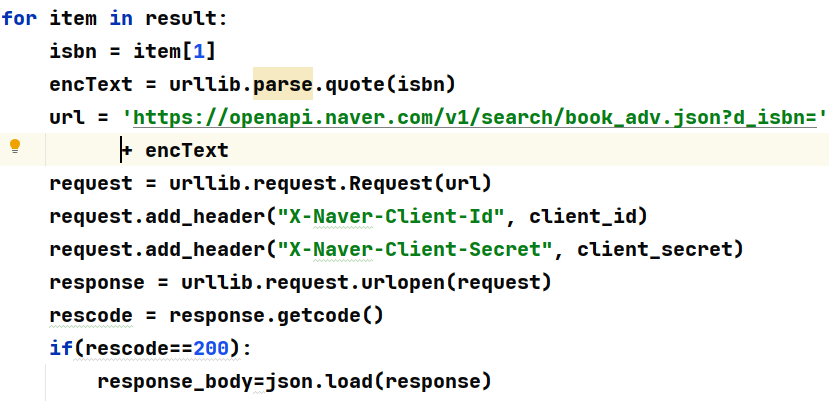 for item in result:
    isbn = item[1]
    encText = urllib.parse.quote(isbn)
    url = 'https://openapi.naver.com/v1/search/book_adv.json?d_isbn='
          + encText
    request = urllib.request.Request(url)
    request.add_header("X-Naver-Client-Id", client_id)
    request.add_header("X-Naver-Client-Secret", client_secret)
    response = urllib.request.urlopen(request)
    rescode = response.getcode()
    if(rescode==200):
        response_body=json.load(response)